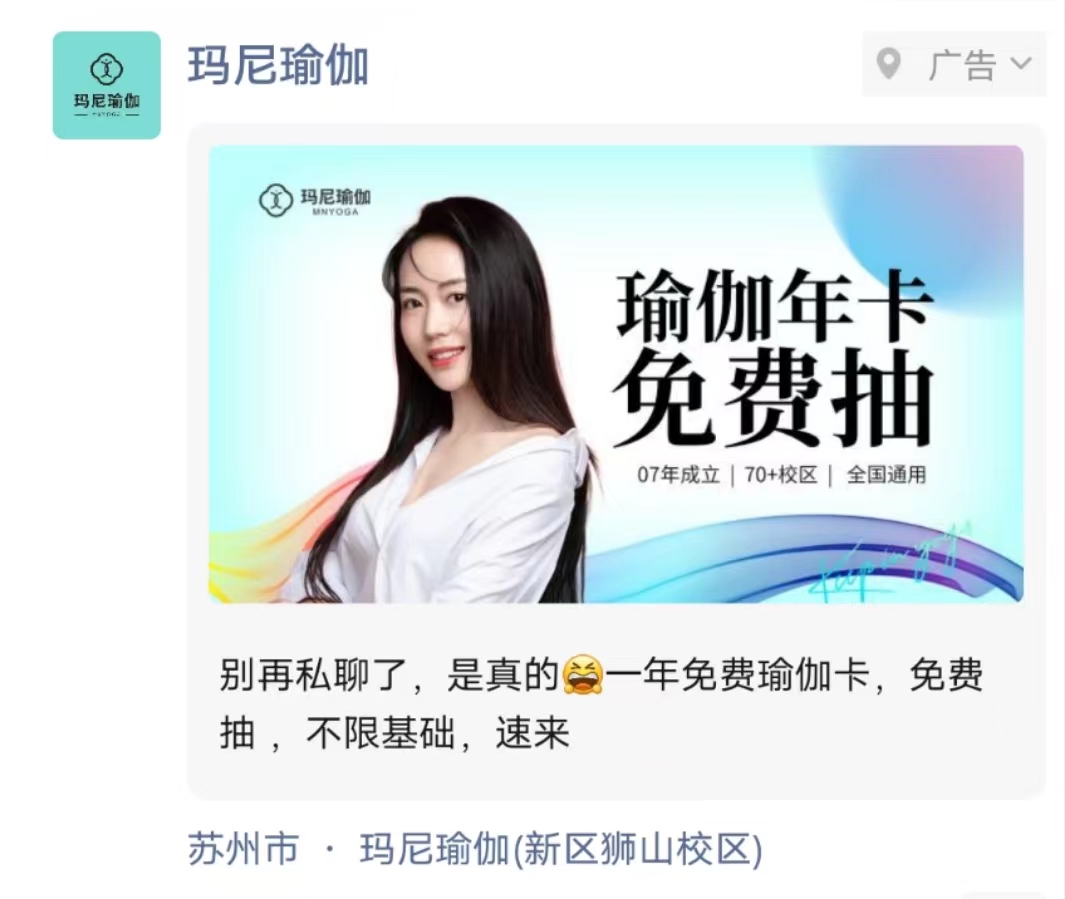 玛尼瑜伽
玛尼瑜伽
广告
玛尼瑜伽
MNYOGA
瑜伽年卡
免费抽
07年成立｜70+校区｜ 全国通用
别再私聊了，是真的😫一年免费瑜伽卡，免费
抽 ，不限基础，速来
苏州市 · 玛尼瑜伽(新区狮山校区)